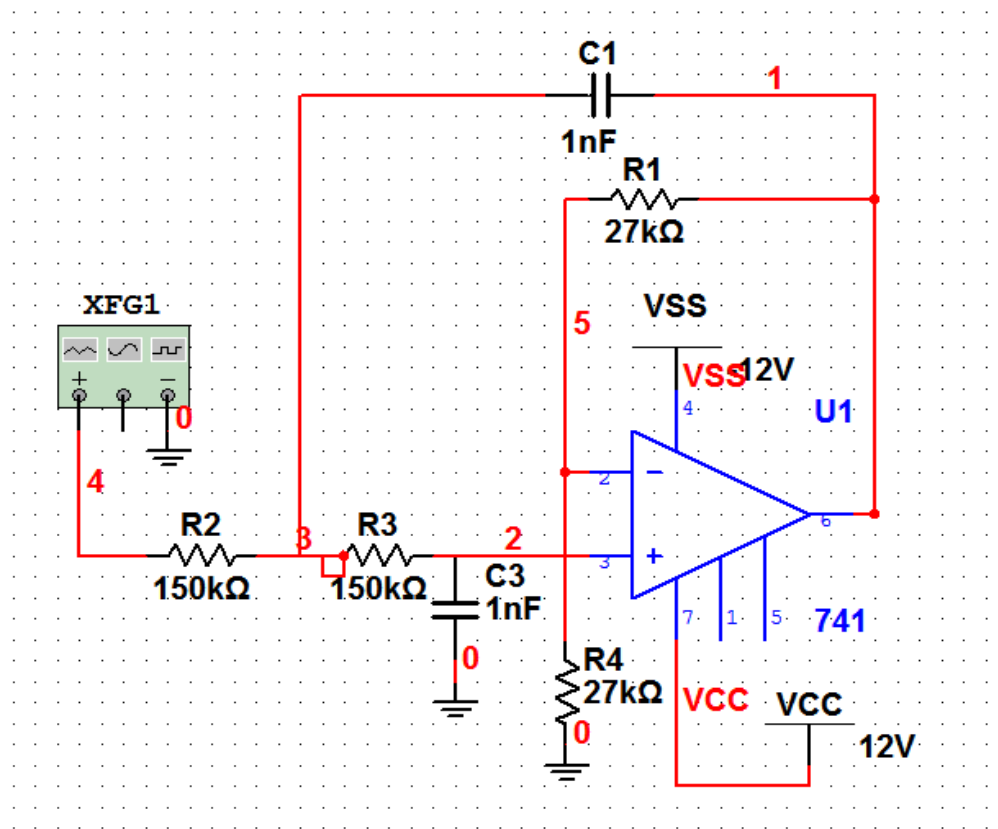 C1
1
1nF
R1
27kΩ
XFG1
VSS
5
VSS
-12V
+
−
0
4
U1
4
2
−
R2
3
R3
2
6
3
+
150kΩ
150kΩ
C3
1nF
7
1
5
741
0
R4
27kΩ
VCC
VCC
0
12V